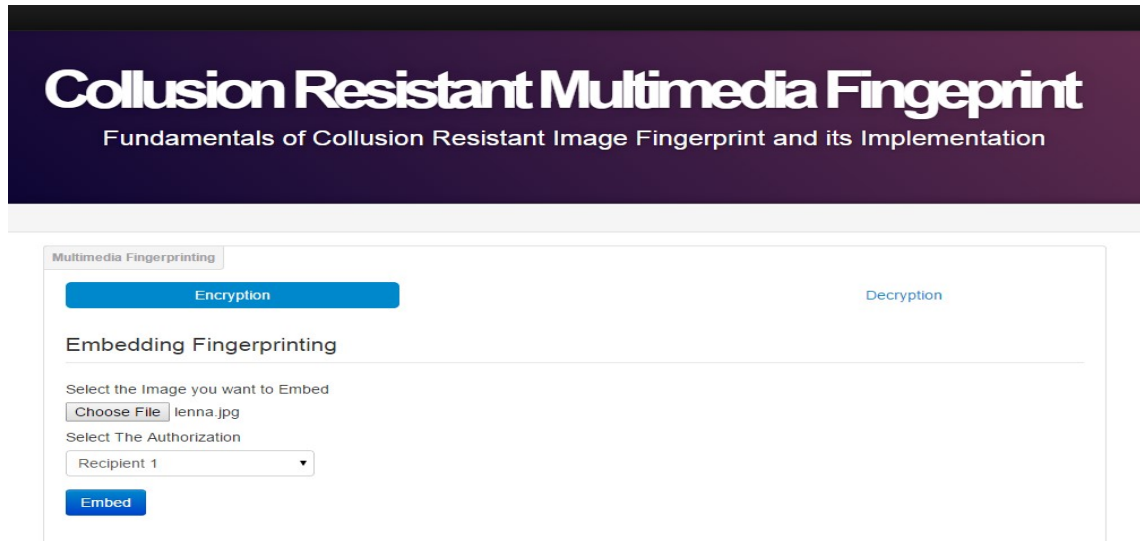 Collusion Resistant Multimedia Fingeprint
Fundamentals of Collusion Resistant Image Fingerprint and its Implementation
Multimedia Fingerprinting
Encryption
Decryption
Embedding Fingerprinting
Select the Image you want to Embed
Choose File lenna.jpg
Select The Authorization
Recipient 1
Embed